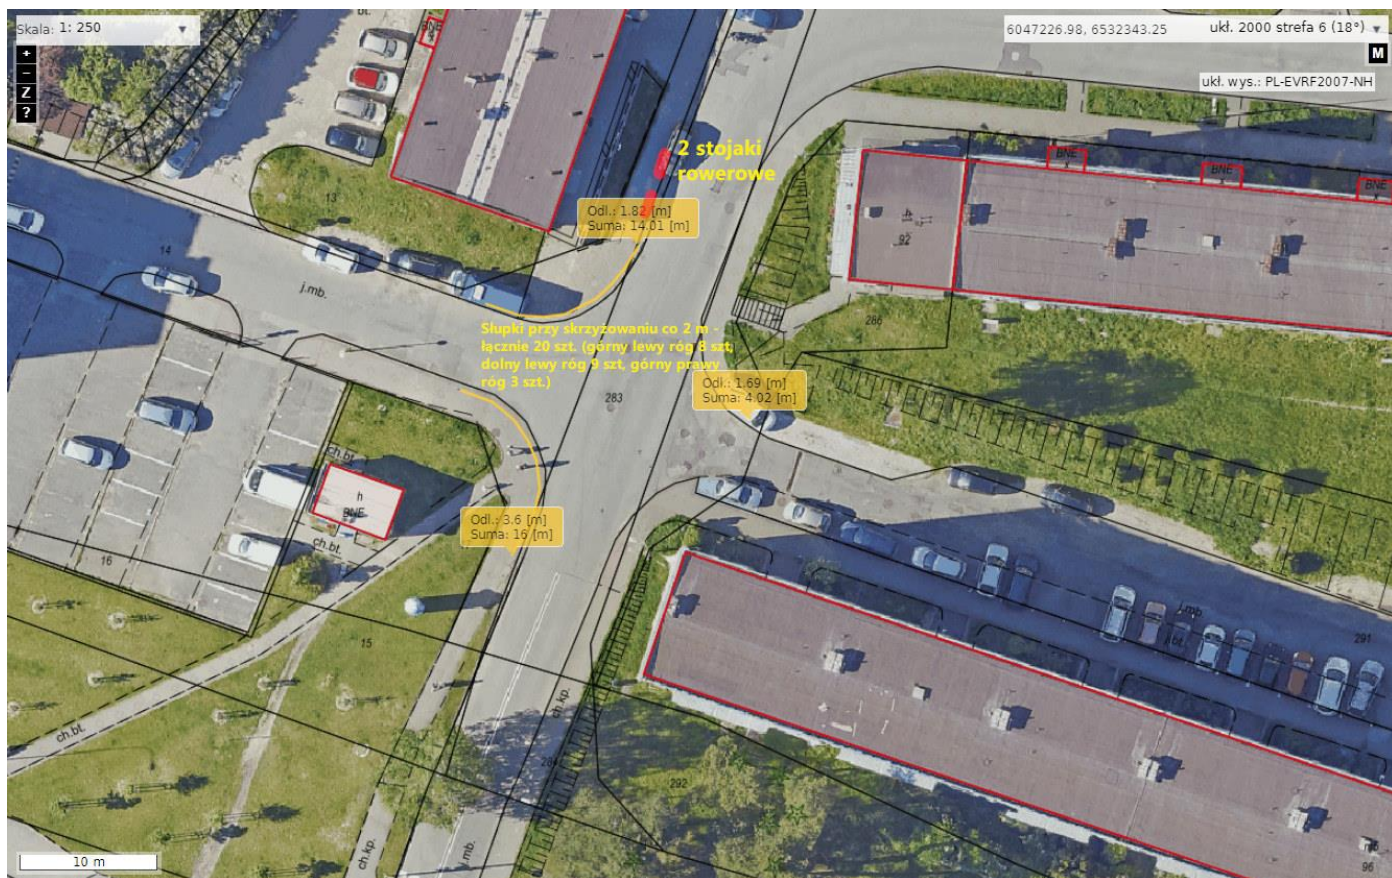 Skala: 1: 250
6047226.98, 6532343.25
ukł. 2000 strefa 6 (18°)
M
ukł. wys.: PL-EVRF2007-NH
+
−
Z
?
bt.
BNE
2 stojaki
rowerowe
BNE
BNE
BNE
13
Odl.: 1.82 [m]
Suma: 14.01 [m]
14
j.mb.
92
286
Słupki przy skrzyżowaniu co 2 m -
łącznie 20 szt. (górny lewy róg 8 szt,
dolny lewy róg 9 szt, górny prawy
róg 3 szt.)
Odl.: 1.69 [m]
Suma: 4.02 [m]
283
ch.bt.
h
BNE
ch.bt.
Odl.: 3.6 [m]
Suma: 16 [m]
16
15
j.mb.
291
ch.bt.
ch.kp.
292
10 m
ch.kp.
j.mb.
96